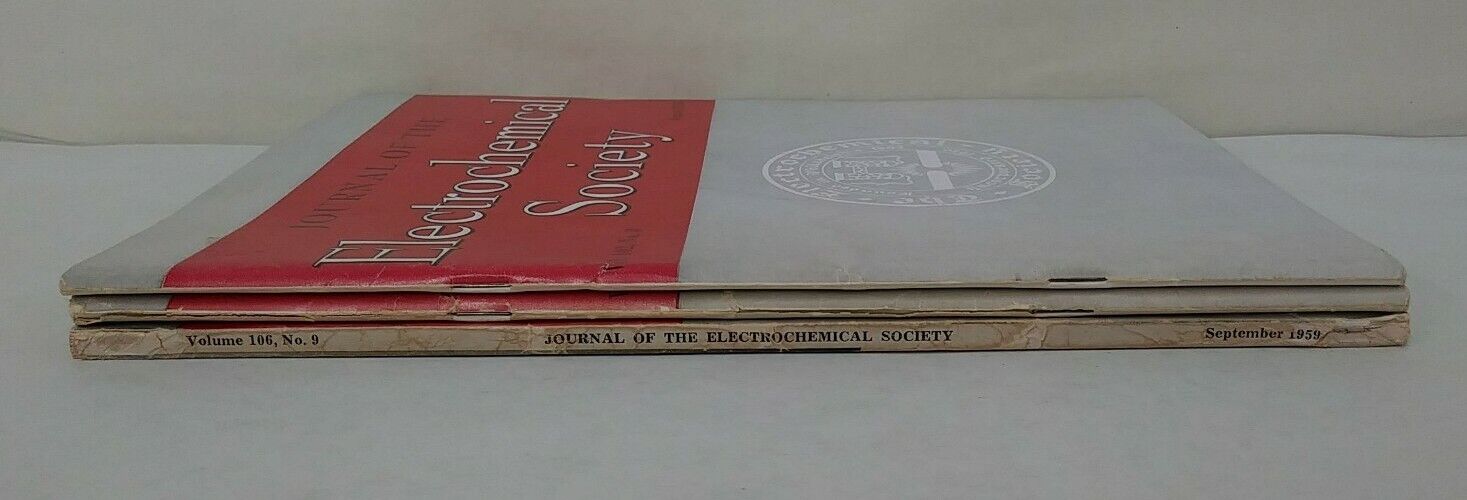 JOURNAL OF THE
Electrochemical
Society
Volume 106, No. 9
JOURNAL OF THE ELECTROCHEMICAL SOCIETY
September 1959